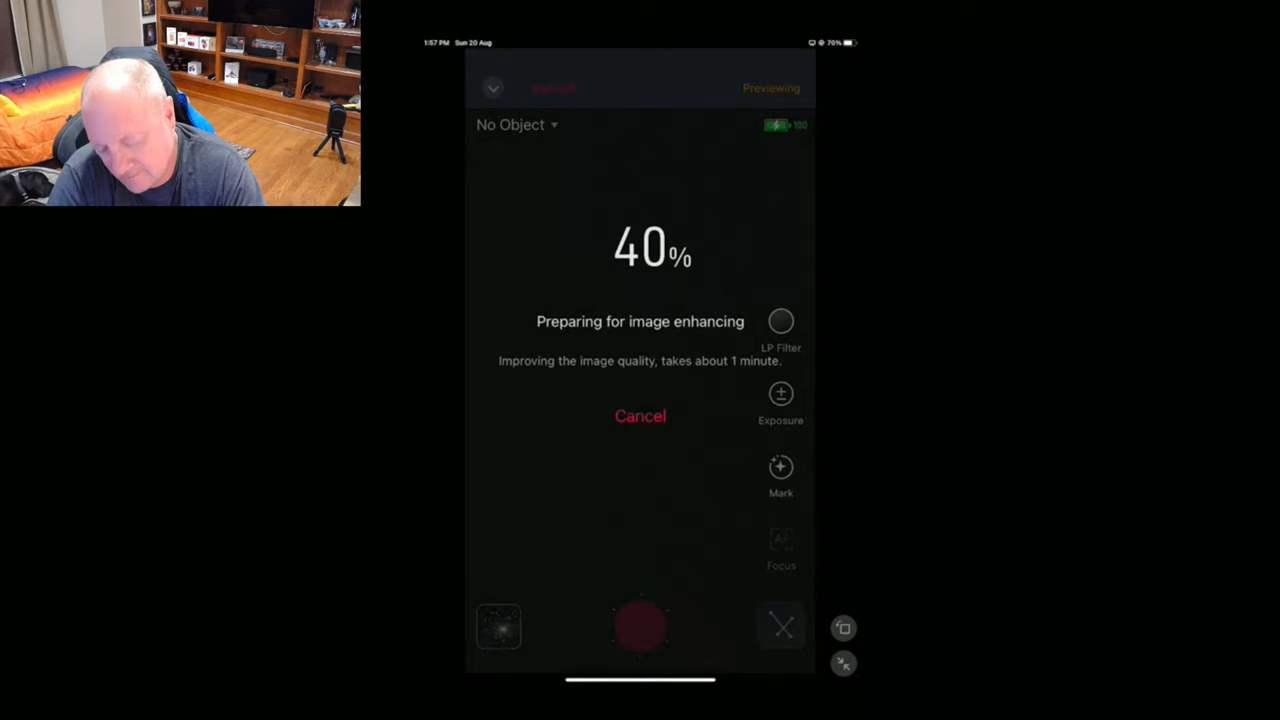 1:57 PM Sun 20 Aug
70%
Previewing
No Object
100
40%
Preparing for image enhancing
LP Filter
Improving the image quality, takes about 1 minute.
Cancel
Exposure
Mark
AF
Focus